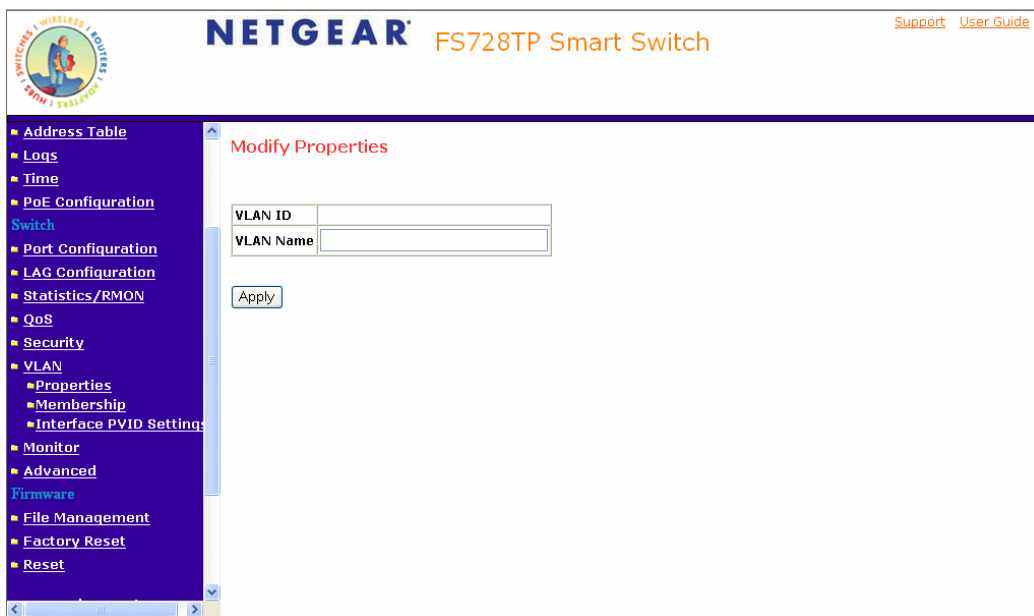 WIRELESS | ROUTERS | ADAPTERS | HUBS | SWITCHES |
NETGEAR
FS728TP Smart Switch
Support User Guide
Address Table
Logs
Time
PoE Configuration
Switch
Port Configuration
LAG Configuration
Statistics/RMON
QoS
Security
VLAN
Properties
Membership
Interface PVID Settings
Monitor
Advanced
Firmware
File Management
Factory Reset
Reset
Modify Properties
VLAN ID
VLAN Name
Apply